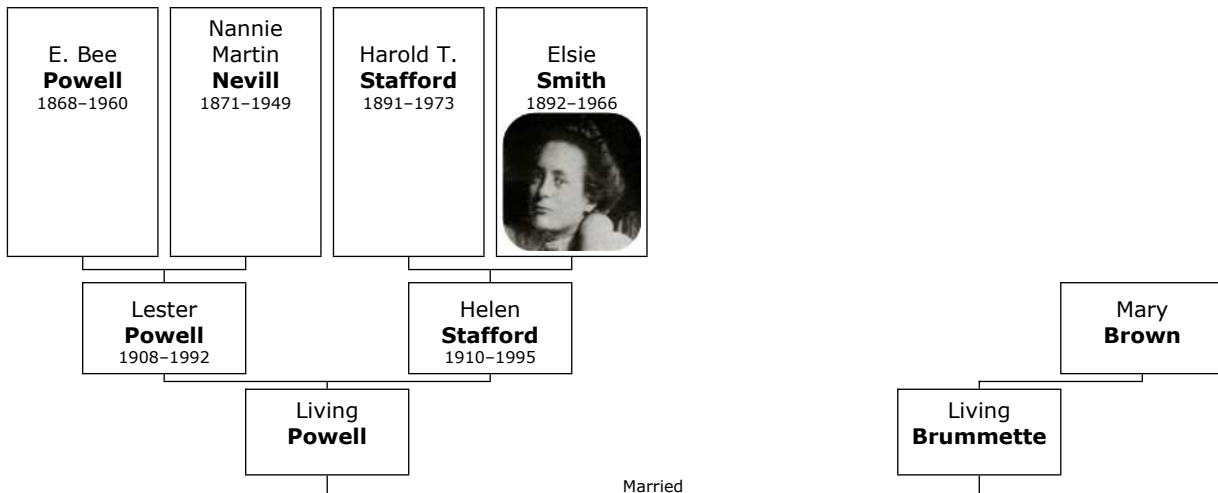 E. Bee
Powell
1868–1960
Nannie
Martin
Nevill
1871–1949
Harold T.
Stafford
1891–1973
Elsie
Smith
1892–1966
Lester
Powell
1908–1992
Helen
Stafford
1910–1995
Mary
Brown
Living
Powell
Living
Brummette
Married